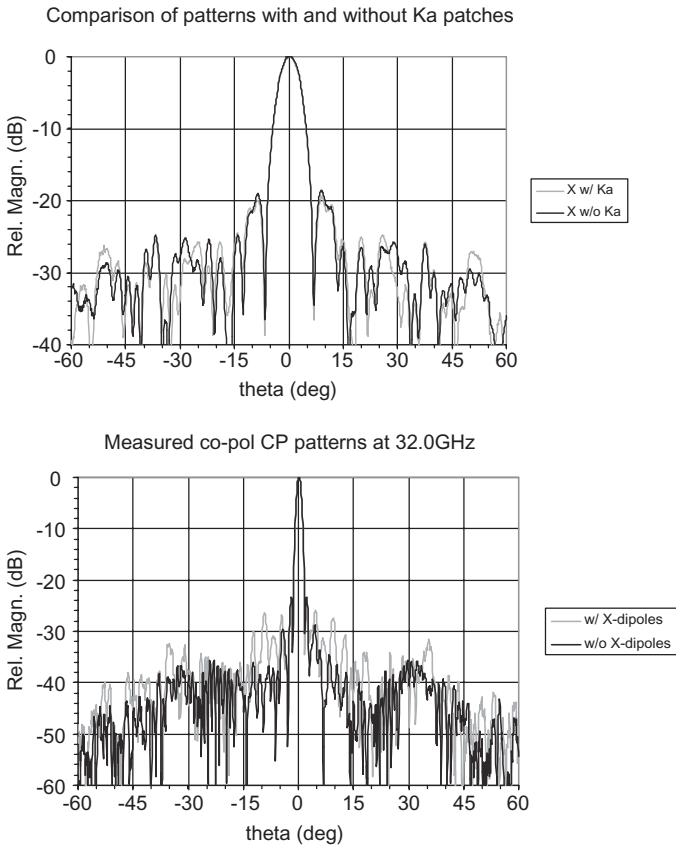 Comparison of patterns with and without Ka patches
0
-10
-20
-30
-40
Rel. Magn. (dB)
-60 -45 -30 -15 0 15 30 45 60
theta (deg)
X w/ Ka
X w/o Ka
Measured co-pol CP patterns at 32.0GHz
0
-10
-20
-30
-40
-50
-60
Rel. Magn. (dB)
-60 -45 -30 -15 0 15 30 45 60
theta (deg)
w/ X-dipoles
w/o X-dipoles